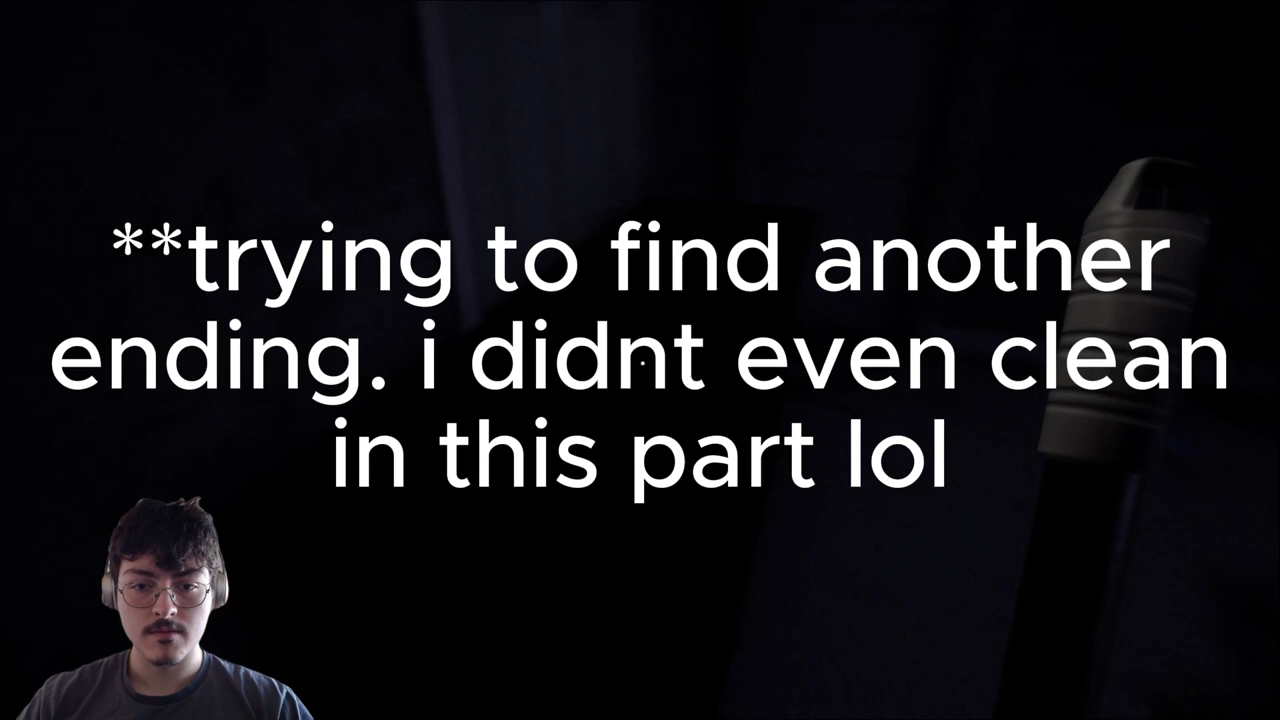 **trying to find another
ending. i didnt even clean
in this part lol